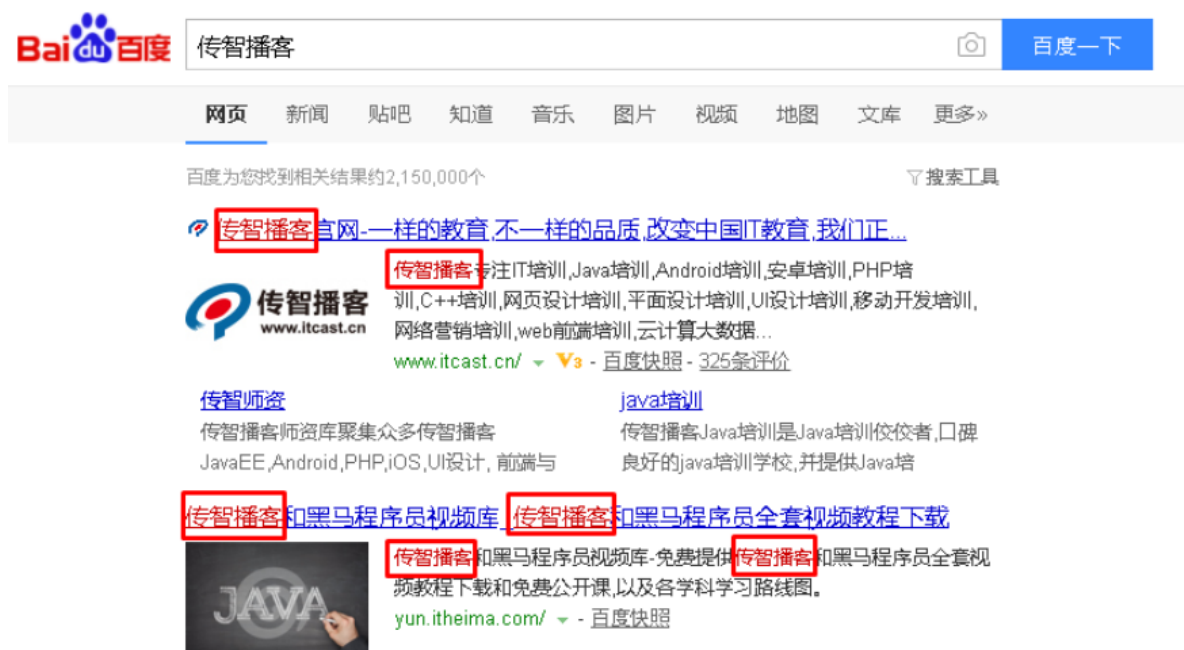 Baidu百度 传智播客 百度一下
网页 新闻 贴吧 知道 音乐 图片 视频 地图 文库 更多»
百度为您找到相关结果约2,150,000个 搜索工具
传智播客官网-一样的教育,不一样的品质,改变中国IT教育,我们正...
传智播客
www.itcast.cn
传智播客专注IT培训,Java培训,Android培训,安卓培训,PHP培
训,C++培训,网页设计培训,平面设计培训,UI设计培训,移动开发培训,
网络营销培训,web前端培训,云计算大数据...
www.itcast.cn/ V3 - 百度快照 - 325条评价
传智师资
传智播客师资库聚集众多传智播客
JavaEE,Android,PHP,iOS,UI设计, 前端与
java培训
传智播客Java培训是Java培训佼佼者,口碑
良好的java培训学校,并提供Java培
传智播客和黑马程序员视频库_传智播客和黑马程序员全套视频教程下载
JAVA
传智播客和黑马程序员视频库-免费提供传智播客和黑马程序员全套视
频教程下载和免费公开课,以及各学科学习路线图。
yun.itheima.com/ - 百度快照